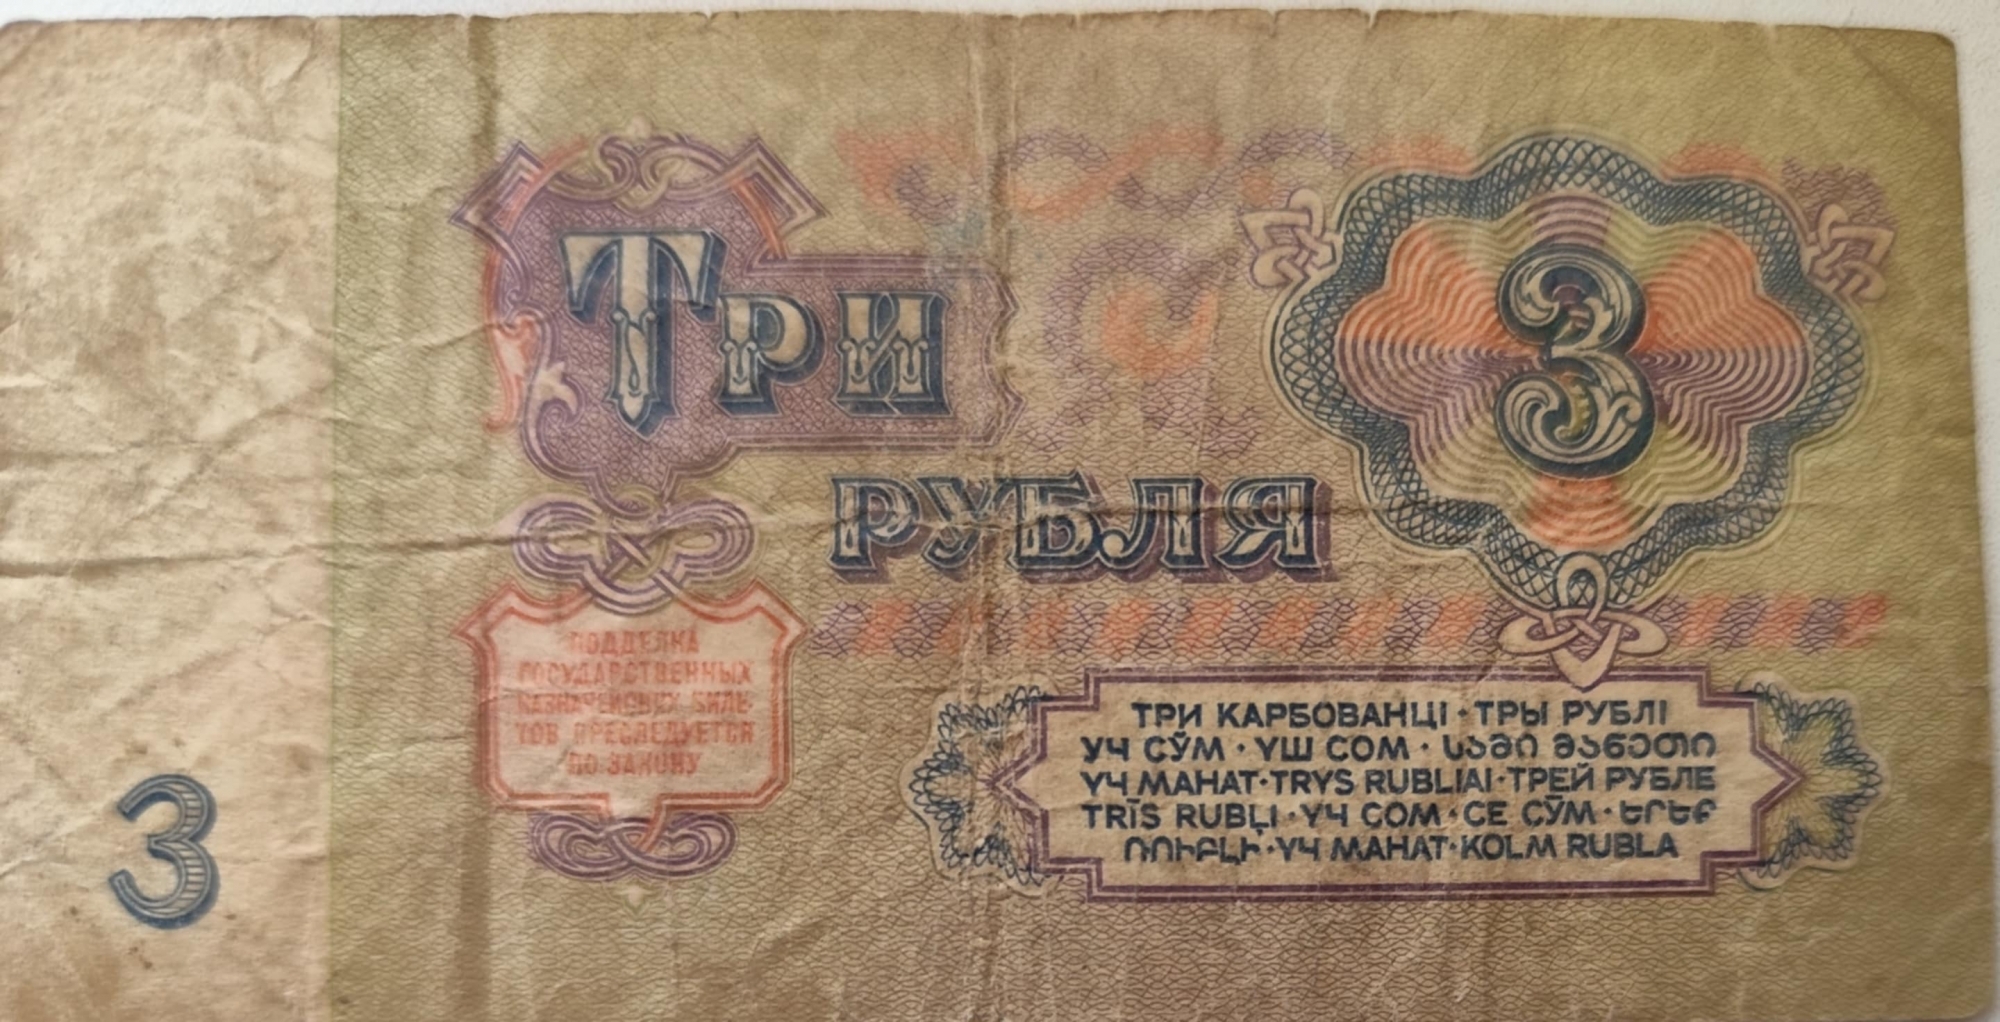 Три
РУБЛЯ
3
ПОДДЕЛКА
ГОСУДАРСТВЕННЫХ
КАЗНАЧЕЙСКИХ БИЛЕ-
ТОВ ПРЕСЛЕДУЕТСЯ
ПО ЗАКОНУ
ТРИ КАРБОВАНЦІ · ТРЫ РУБЛІ
УЧ СЎМ · ҮШ СОМ · ᲡᲐᲛᲘ ᲛᲐᲜᲔᲗᲘ
ҮЧ МАНАТ · TRYS RUBLIAI · ТРЕЙ РУБЛЕ
TRĪS RUBĻI · ҮЧ СОМ · СЕ СӮМ · ԵՐԵՔ
ՌՈՒԲԼԻ · ҮЧ МАНАТ · KOLM RUBLA
3